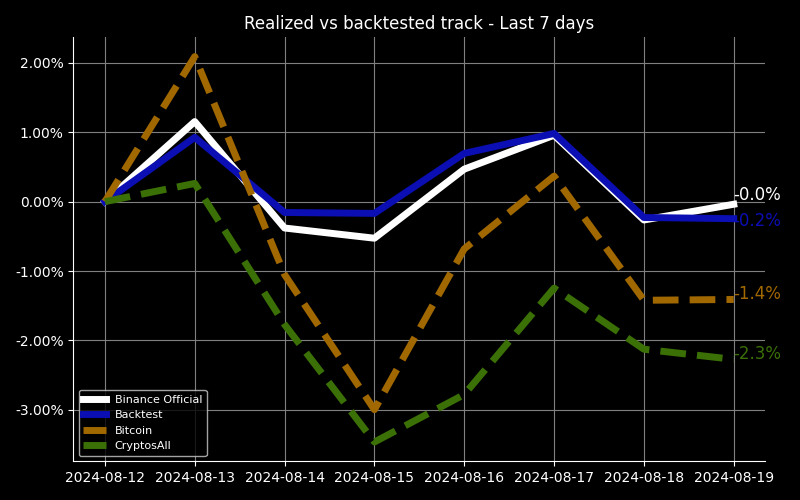 Realized vs backtested track - Last 7 days
2.00%
1.00%
0.00%
-1.00%
-2.00%
-3.00%
-0.0%
-0.2%
-1.4%
-2.3%
Binance Official
Backtest
Bitcoin
CryptosAll
2024-08-12 2024-08-13 2024-08-14 2024-08-15 2024-08-16 2024-08-17 2024-08-18 2024-08-19